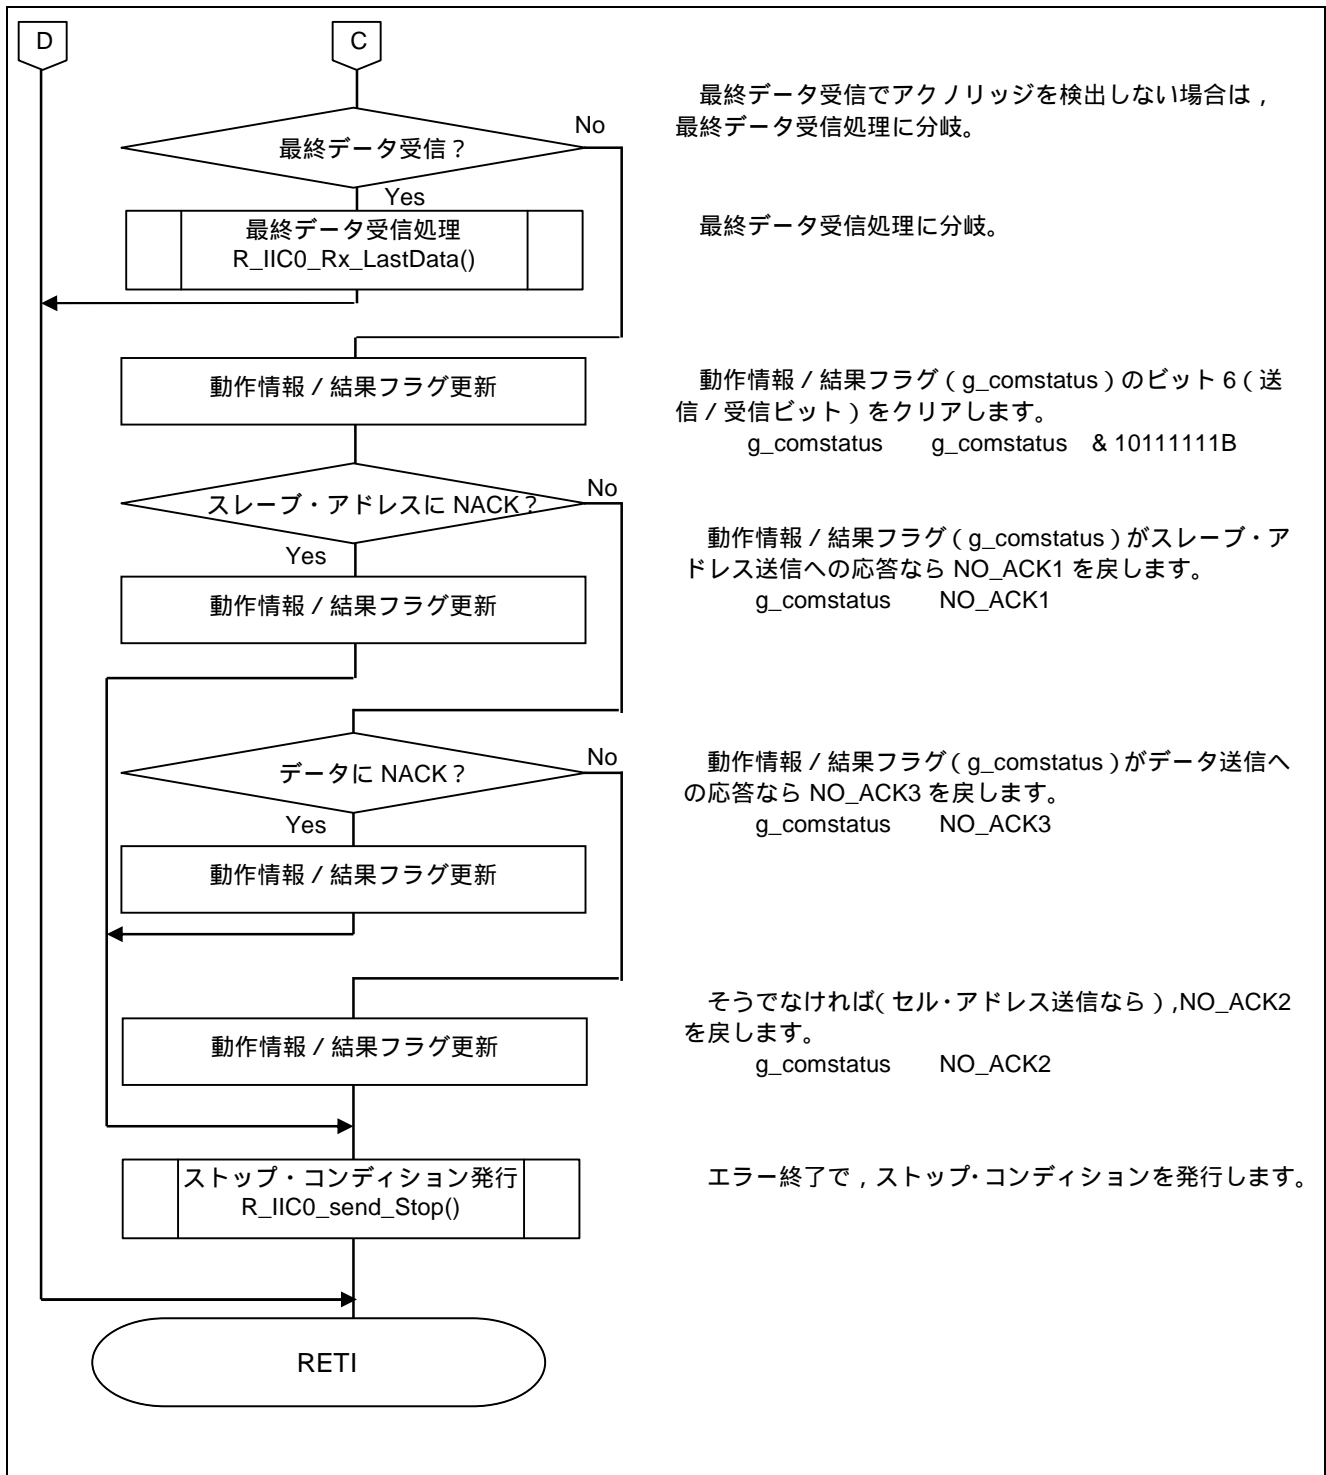 D
C
最終データ受信でアクノリッジを検出しない場合は，
最終データ受信処理に分岐。
No
最終データ受信？
Yes
最終データ受信処理
R_IIC0_Rx_LastData()
最終データ受信処理に分岐。
動作情報／結果フラグ更新
動作情報／結果フラグ（g_comstatus）のビット6（送
信／受信ビット）をクリアします。
g_comstatus g_comstatus & 10111111B
スレーブ・アドレスに NACK？
No
Yes
動作情報／結果フラグ（g_comstatus）がスレーブ・ア
ドレス送信への応答なら NO_ACK1 を戻します。
g_comstatus NO_ACK1
動作情報／結果フラグ更新
データに NACK？
No
Yes
動作情報／結果フラグ（g_comstatus）がデータ送信へ
の応答なら NO_ACK3 を戻します。
g_comstatus NO_ACK3
動作情報／結果フラグ更新
そうでなければ（セル・アドレス送信なら），NO_ACK2
を戻します。
g_comstatus NO_ACK2
動作情報／結果フラグ更新
ストップ・コンディション発行
R_IIC0_send_Stop()
エラー終了で，ストップ・コンディションを発行します。
RETI